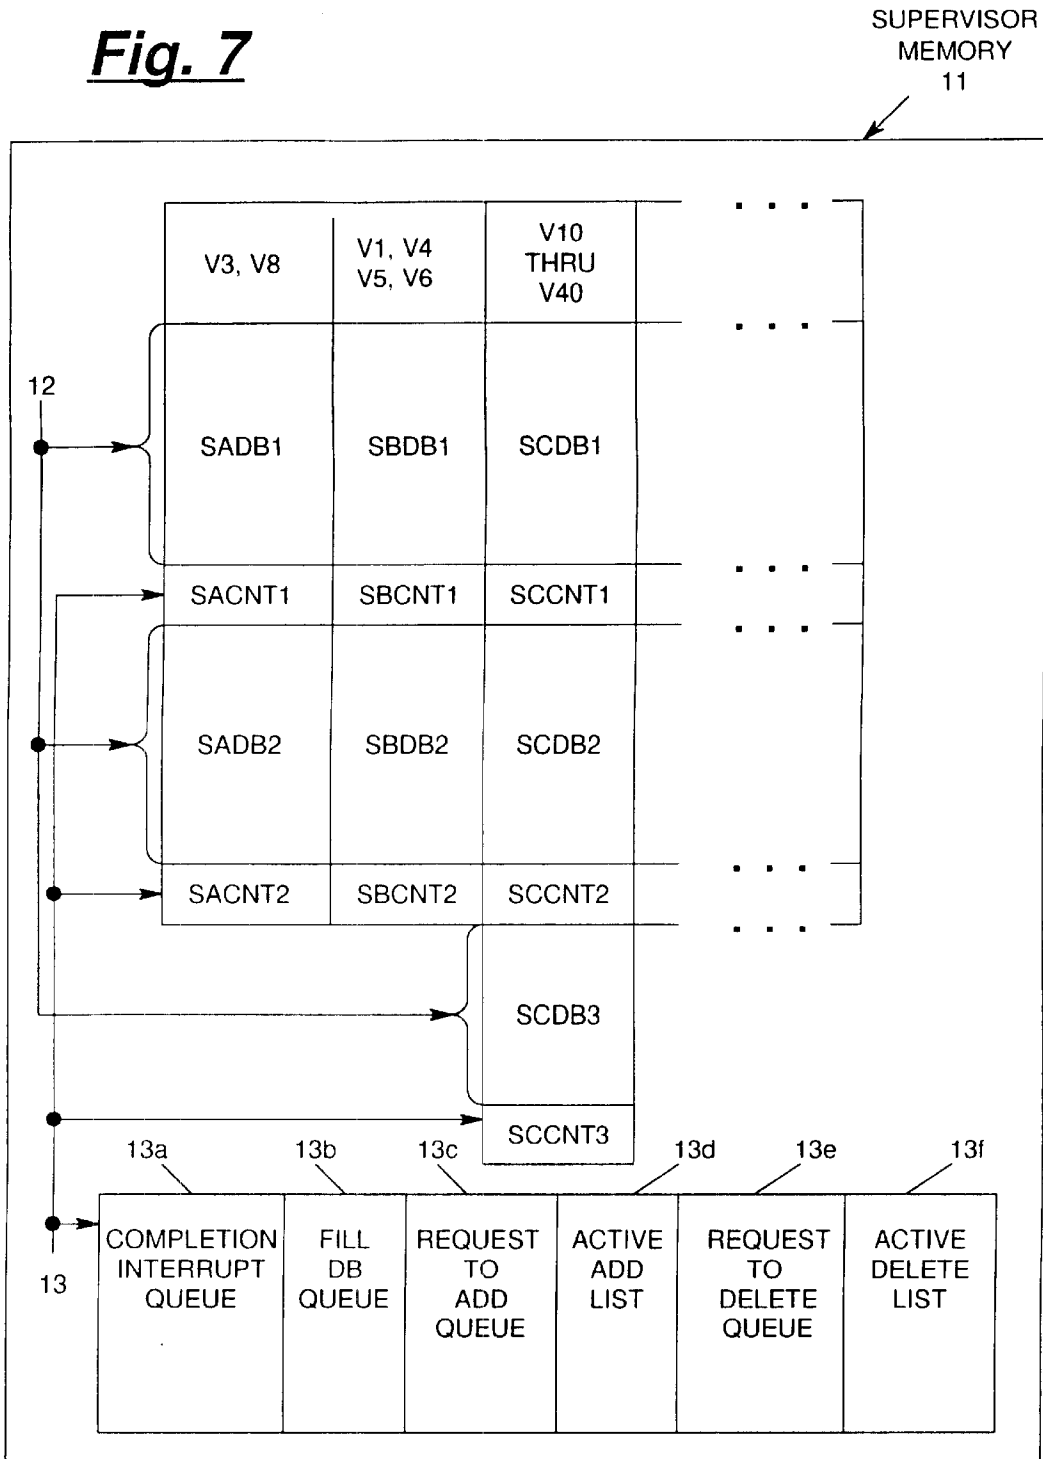 Fig. 7
SUPERVISOR
MEMORY
11
V3, V8
V1, V4
V5, V6
V10
THRU
V40
12
SADB1
SBDB1
SCDB1
SACNT1
SBCNT1
SCCNT1
SADB2
SBDB2
SCDB2
SACNT2
SBCNT2
SCCNT2
SCDB3
SCCNT3
13a
13b
13c
13d
13e
13f
13
COMPLETION
INTERRUPT
QUEUE
FILL
DB
QUEUE
REQUEST
TO
ADD
QUEUE
ACTIVE
ADD
LIST
REQUEST
TO
DELETE
QUEUE
ACTIVE
DELETE
LIST